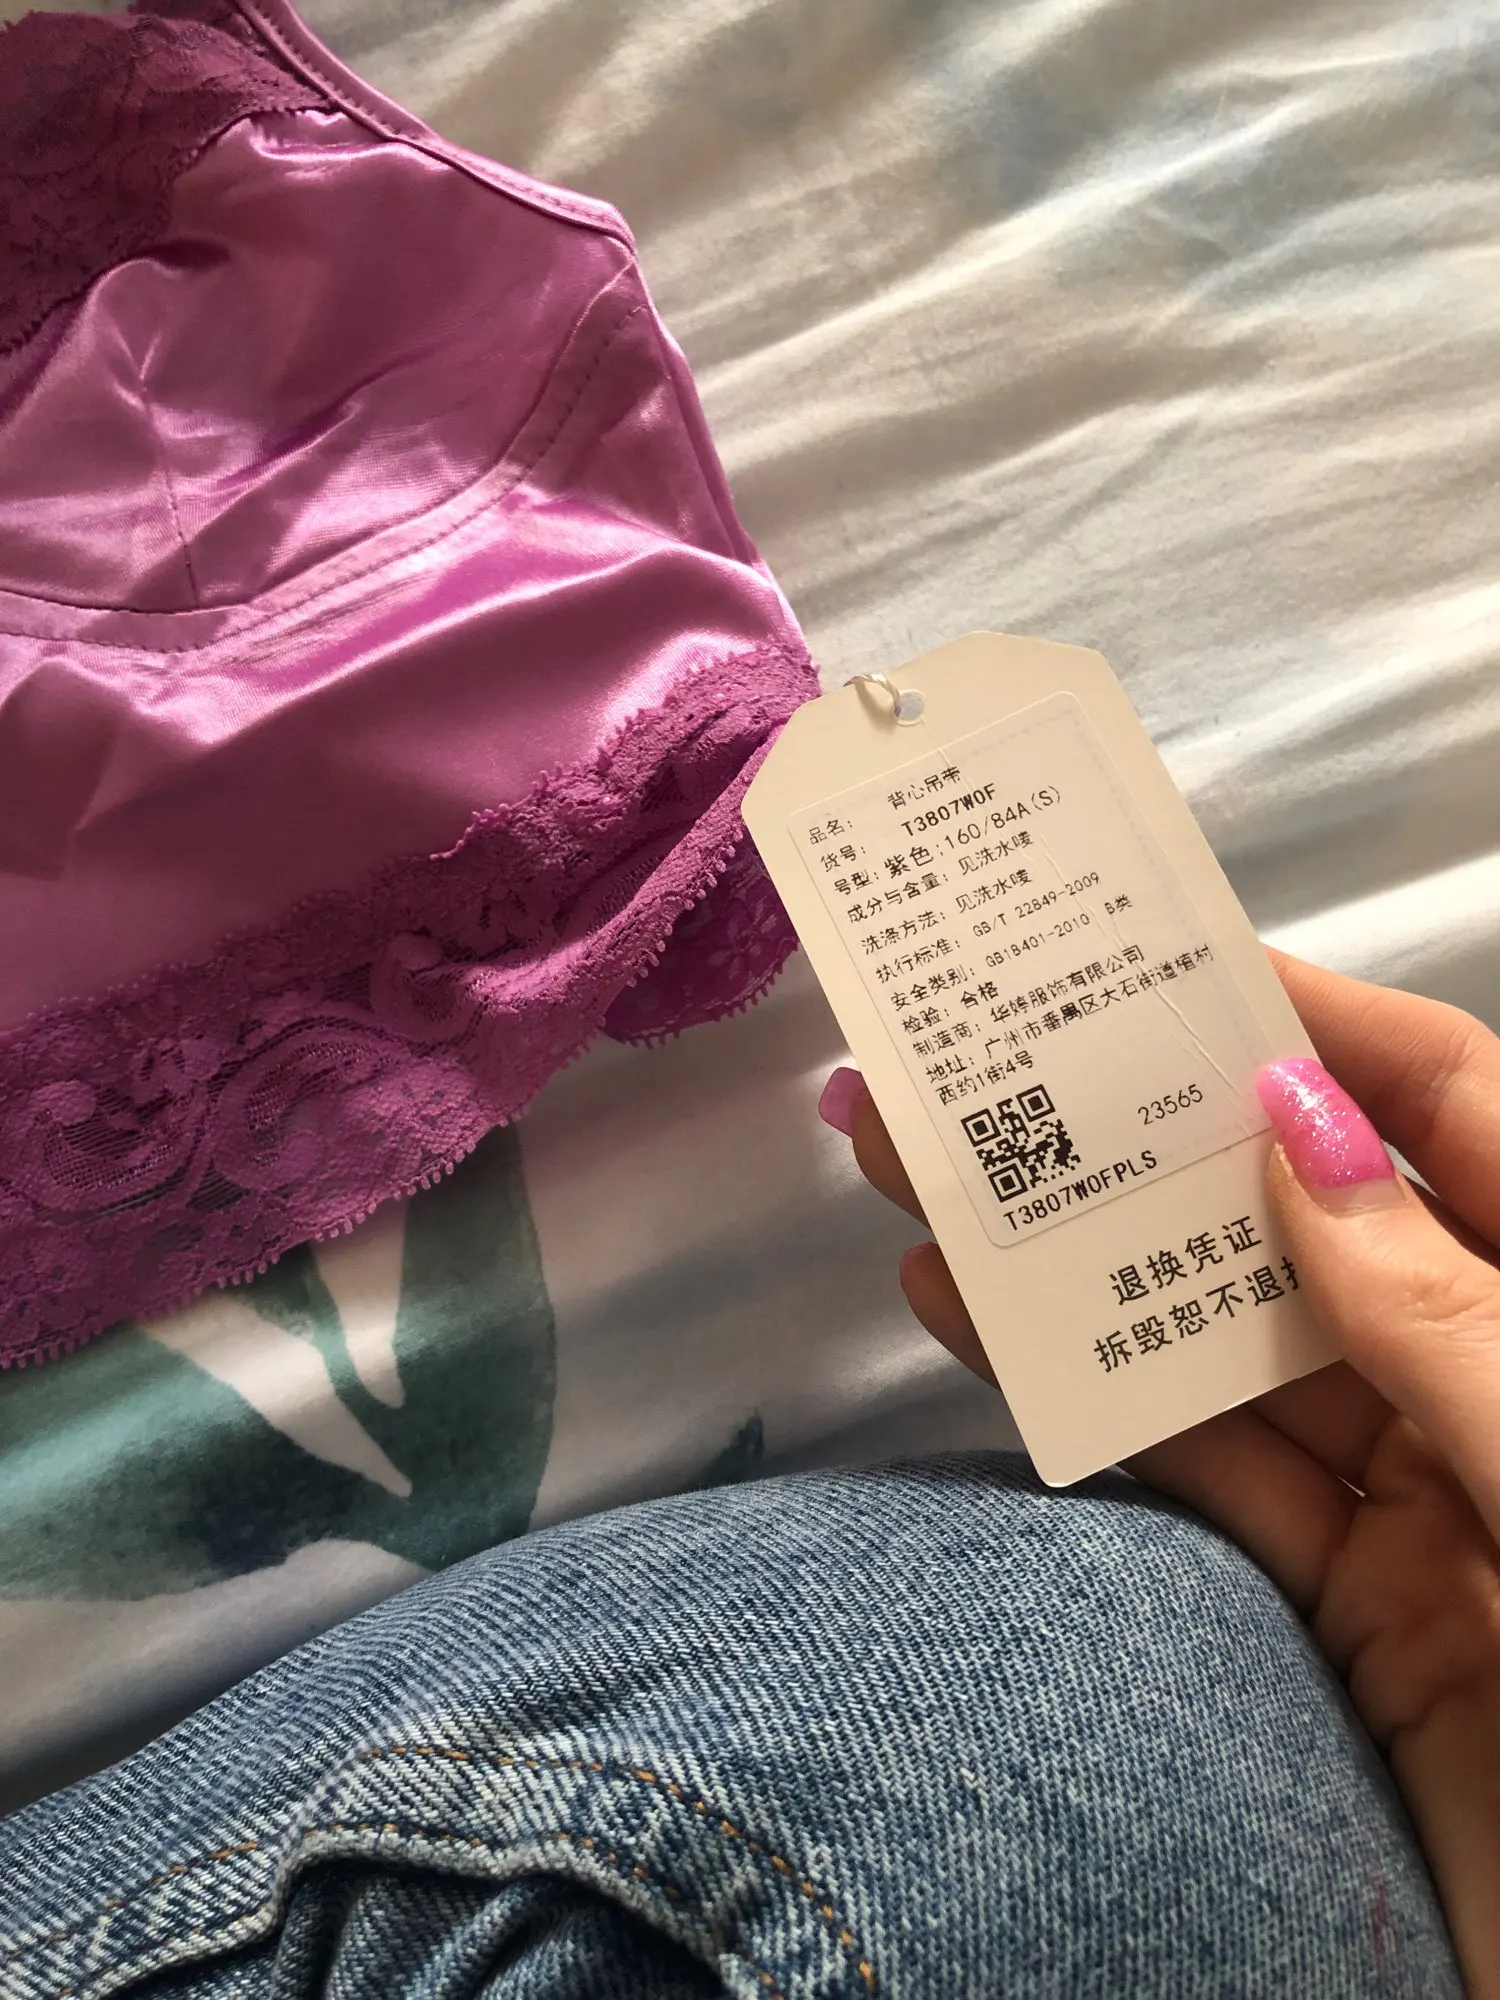 品名: 背心吊带
货号: T3807W0F
号型: 紫色;160/84A(S)
成分与含量: 见洗水唛
洗涤方法: 见洗水唛
执行标准: GB/T 22849-2009
安全类别: GB18401-2010 B类
检验: 合格
制造商: 华婷服饰有限公司
地址: 广州市番禺区大石街道植村
西约1街4号
23565
T3807W0FPLS
退换凭证
拆毁恕不退